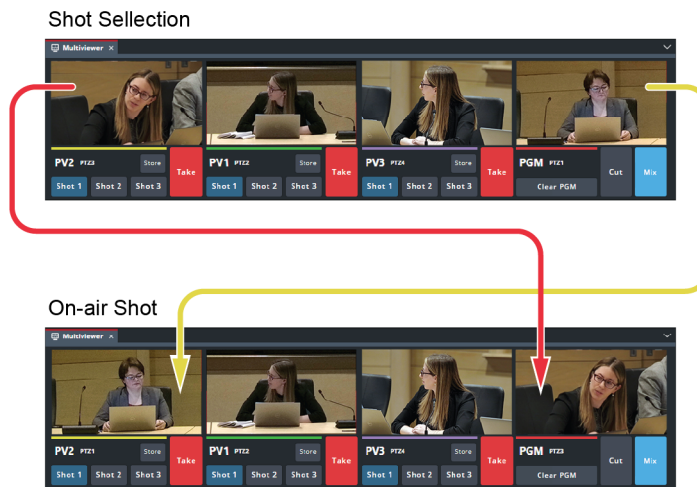 Shot Sellection
Multiviewer ×
PV2 PTZ3 Store Take
Shot 1 Shot 2 Shot 3
PV1 PTZ2 Store Take
Shot 1 Shot 2 Shot 3
PV3 PTZ4 Store Take
Shot 1 Shot 2 Shot 3
PGM PTZ1 Cut Mix
Clear PGM
On-air Shot
Multiviewer ×
PV2 PTZ1 Store Take
Shot 1 Shot 2 Shot 3
PV1 PTZ2 Store Take
Shot 1 Shot 2 Shot 3
PV3 PTZ4 Store Take
Shot 1 Shot 2 Shot 3
PGM PTZ3 Cut Mix
Clear PGM